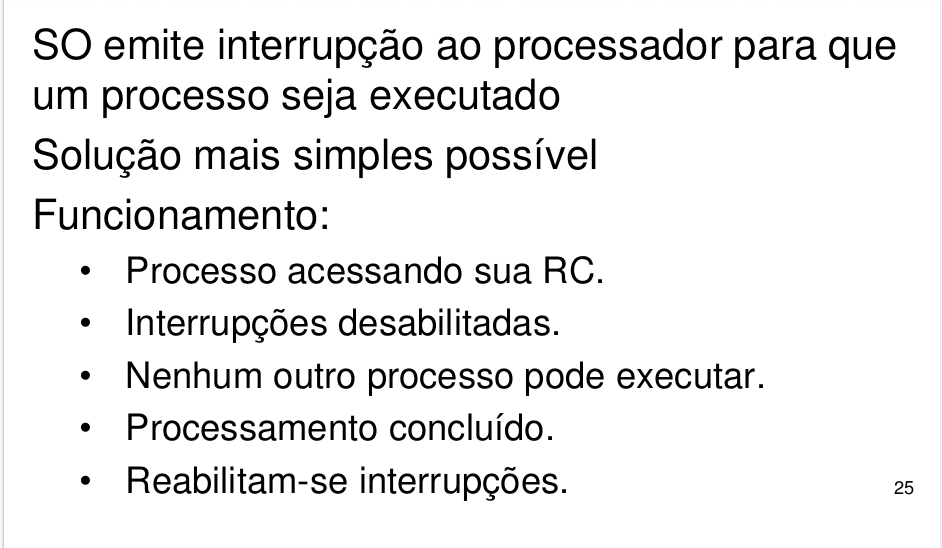 SO emite interrupção ao processador para que
um processo seja executado
Solução mais simples possível
Funcionamento:
• Processo acessando sua RC.
• Interrupções desabilitadas.
• Nenhum outro processo pode executar.
• Processamento concluído.
• Reabilitam-se interrupções.
25